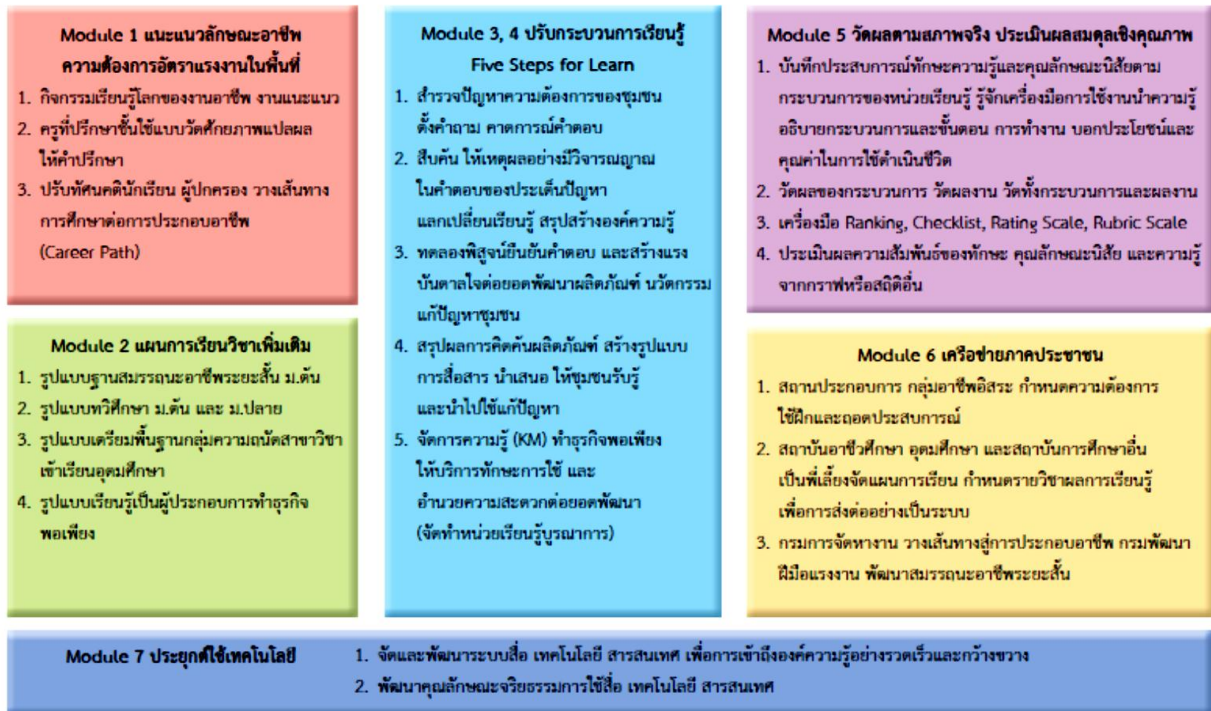 Module 1 แนะแนวลักษณะอาชีพ
ความต้องการอัตราแรงงานในพื้นที่
1. กิจกรรมเรียนรู้โลกของงานอาชีพ งานแนะแนว
2. ครูที่ปรึกษาชั้นใช้แบบวัดศักยภาพแปลผล
ให้คำปรึกษา
3. ปรับทัศนคตินักเรียน ผู้ปกครอง วางเส้นทาง
การศึกษาต่อการประกอบอาชีพ
(Career Path)
Module 2 แผนการเรียนวิชาเพิ่มเติม
1. รูปแบบฐานสมรรถนะอาชีพระยะสั้น ม.ต้น
2. รูปแบบทวิศึกษา ม.ต้น และ ม.ปลาย
3. รูปแบบเตรียมพื้นฐานกลุ่มความถนัดสาขาวิชา
เข้าเรียนอุดมศึกษา
4. รูปแบบเรียนรู้เป็นผู้ประกอบการทำธุรกิจ
พอเพียง
Module 3, 4 ปรับกระบวนการเรียนรู้
Five Steps for Learn
1. สำรวจปัญหาความต้องการของชุมชน
ตั้งคำถาม คาดการณ์คำตอบ
2. สืบค้น ให้เหตุผลอย่างมีวิจารณญาณ
ในคำตอบของประเด็นปัญหา
แลกเปลี่ยนเรียนรู้ สรุปสร้างองค์ความรู้
3. ทดลองพิสูจน์ยืนยันคำตอบ และสร้างแรง
บันดาลใจต่อยอดพัฒนาผลิตภัณฑ์ นวัตกรรม
แก้ปัญหาชุมชน
4. สรุปผลการคิดค้นผลิตภัณฑ์ สร้างรูปแบบ
การสื่อสาร นำเสนอ ให้ชุมชนรับรู้
และนำไปใช้แก้ปัญหา
5. จัดการความรู้ (KM) ทำธุรกิจพอเพียง
ให้บริการทักษะการใช้ และ
อำนวยความสะดวกต่อยอดพัฒนา
(จัดทำหน่วยเรียนรู้บูรณาการ)
Module 5 วัดผลตามสภาพจริง ประเมินผลสมดุลเชิงคุณภาพ
1. บันทึกประสบการณ์ทักษะความรู้และคุณลักษณะนิสัยตาม
กระบวนการของหน่วยเรียนรู้ รู้จักเครื่องมือการใช้งานนำความรู้
อธิบายกระบวนการและขั้นตอน การทำงาน บอกประโยชน์และ
คุณค่าในการใช้ดำเนินชีวิต
2. วัดผลของกระบวนการ วัดผลงาน วัดทั้งกระบวนการและผลงาน
3. เครื่องมือ Ranking, Checklist, Rating Scale, Rubric Scale
4. ประเมินผลความสัมพันธ์ของทักษะ คุณลักษณะนิสัย และความรู้
จากกราฟหรือสถิติอื่น
Module 6 เครือข่ายภาคประชาชน
1. สถานประกอบการ กลุ่มอาชีพอิสระ กำหนดความต้องการ
ใช้ฝึกและถอดประสบการณ์
2. สถาบันอาชีวศึกษา อุดมศึกษา และสถาบันการศึกษาอื่น
เป็นพี่เลี้ยงจัดแผนการเรียน กำหนดรายวิชาผลการเรียนรู้
เพื่อการส่งต่ออย่างเป็นระบบ
3. กรมการจัดหางาน วางเส้นทางสู่การประกอบอาชีพ กรมพัฒนา
ฝีมือแรงงาน พัฒนาสมรรถนะอาชีพระยะสั้น
Module 7 ประยุกต์ใช้เทคโนโลยี
1. จัดและพัฒนาระบบสื่อ เทคโนโลยี สารสนเทศ เพื่อการเข้าถึงองค์ความรู้อย่างรวดเร็วและกว้างขวาง
2. พัฒนาคุณลักษณะจริยธรรมการใช้สื่อ เทคโนโลยี สารสนเทศ